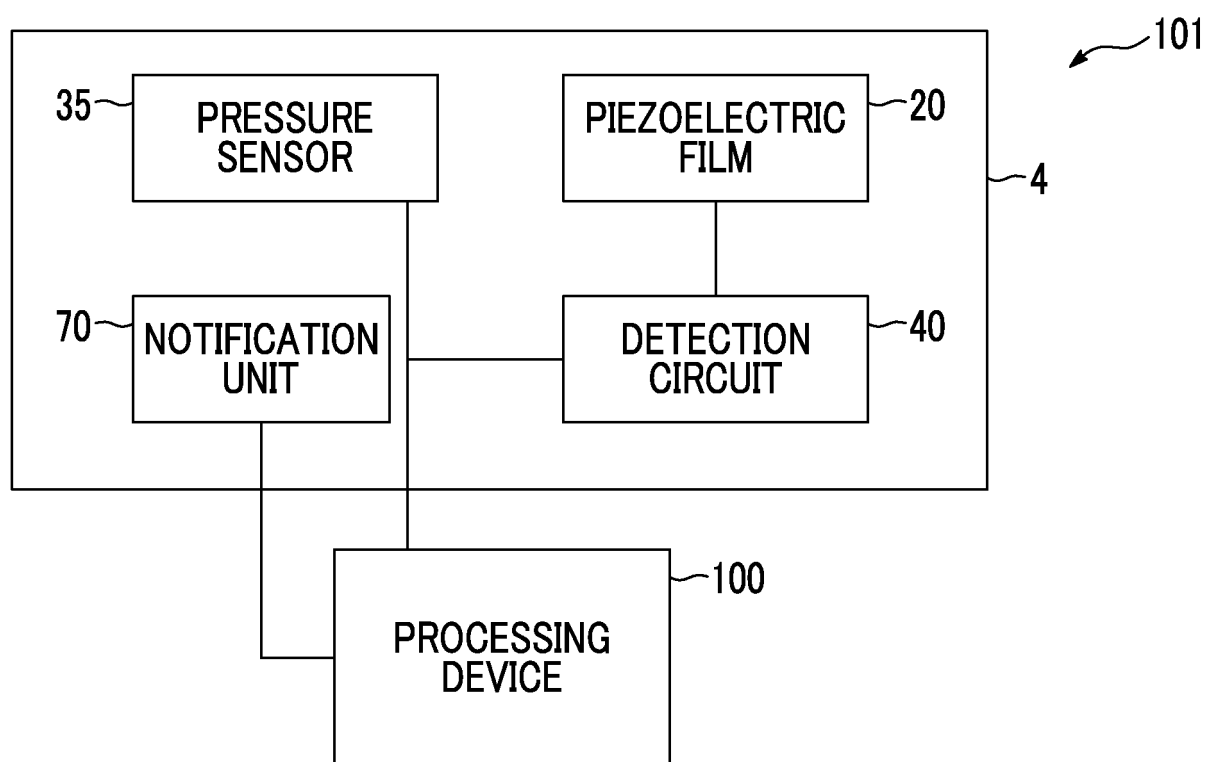 101
35
PRESSURE
SENSOR
PIEZOELECTRIC
FILM
20
4
70
NOTIFICATION
UNIT
DETECTION
CIRCUIT
40
100
PROCESSING
DEVICE